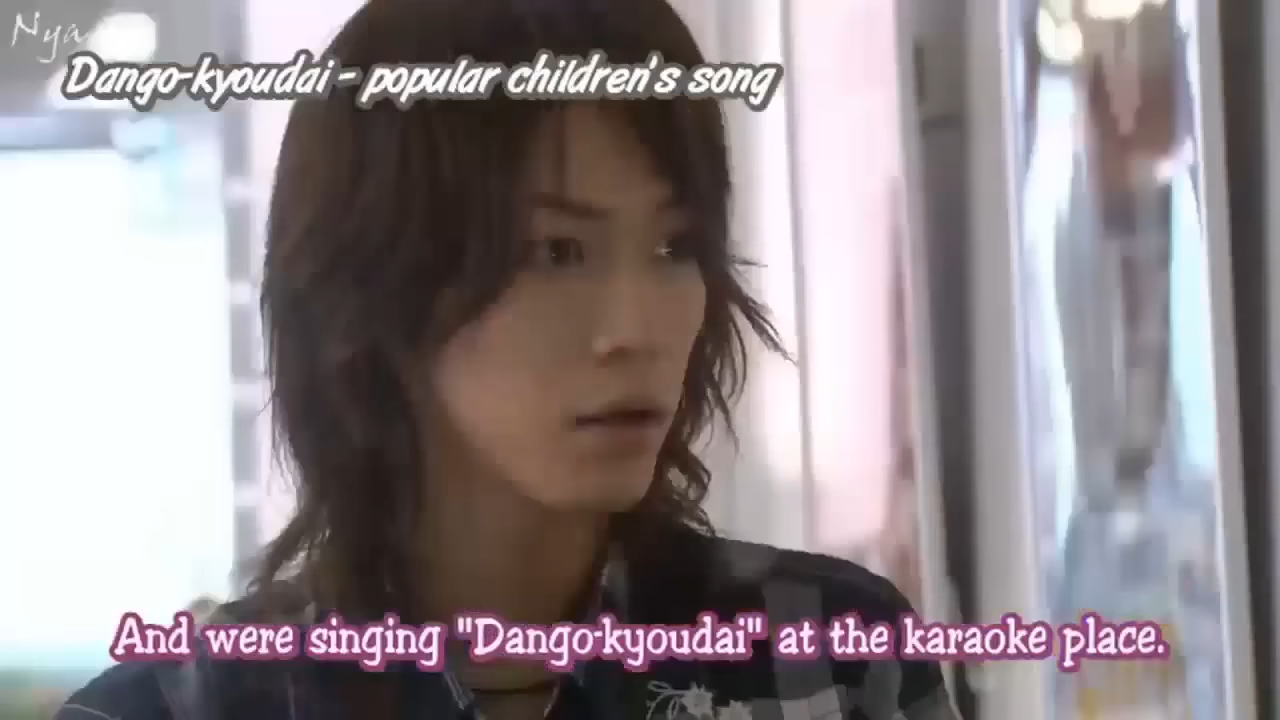 Nya
Dango-kyoudai - popular children's song
And were singing "Dango-kyoudai" at the karaoke place.